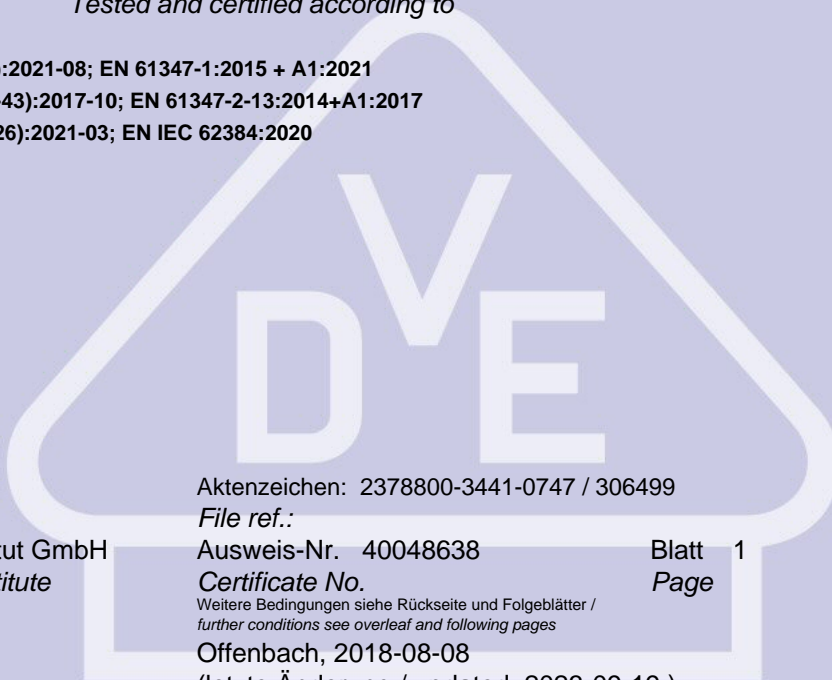 Tested and certified according to
:2021-08; EN 61347-1:2015 + A1:2021
-43):2017-10; EN 61347-2-13:2014+A1:2017
26):2021-03; EN IEC 62384:2020
DVE
Aktenzeichen: 2378800-3441-0747 / 306499
File ref.:
GmbH Ausweis-Nr. 40048638 Blatt 1
Certificate No. Page
Weitere Bedingungen siehe Rückseite und Folgeblätter /
further conditions see overleaf and following pages
Offenbach, 2018-08-08